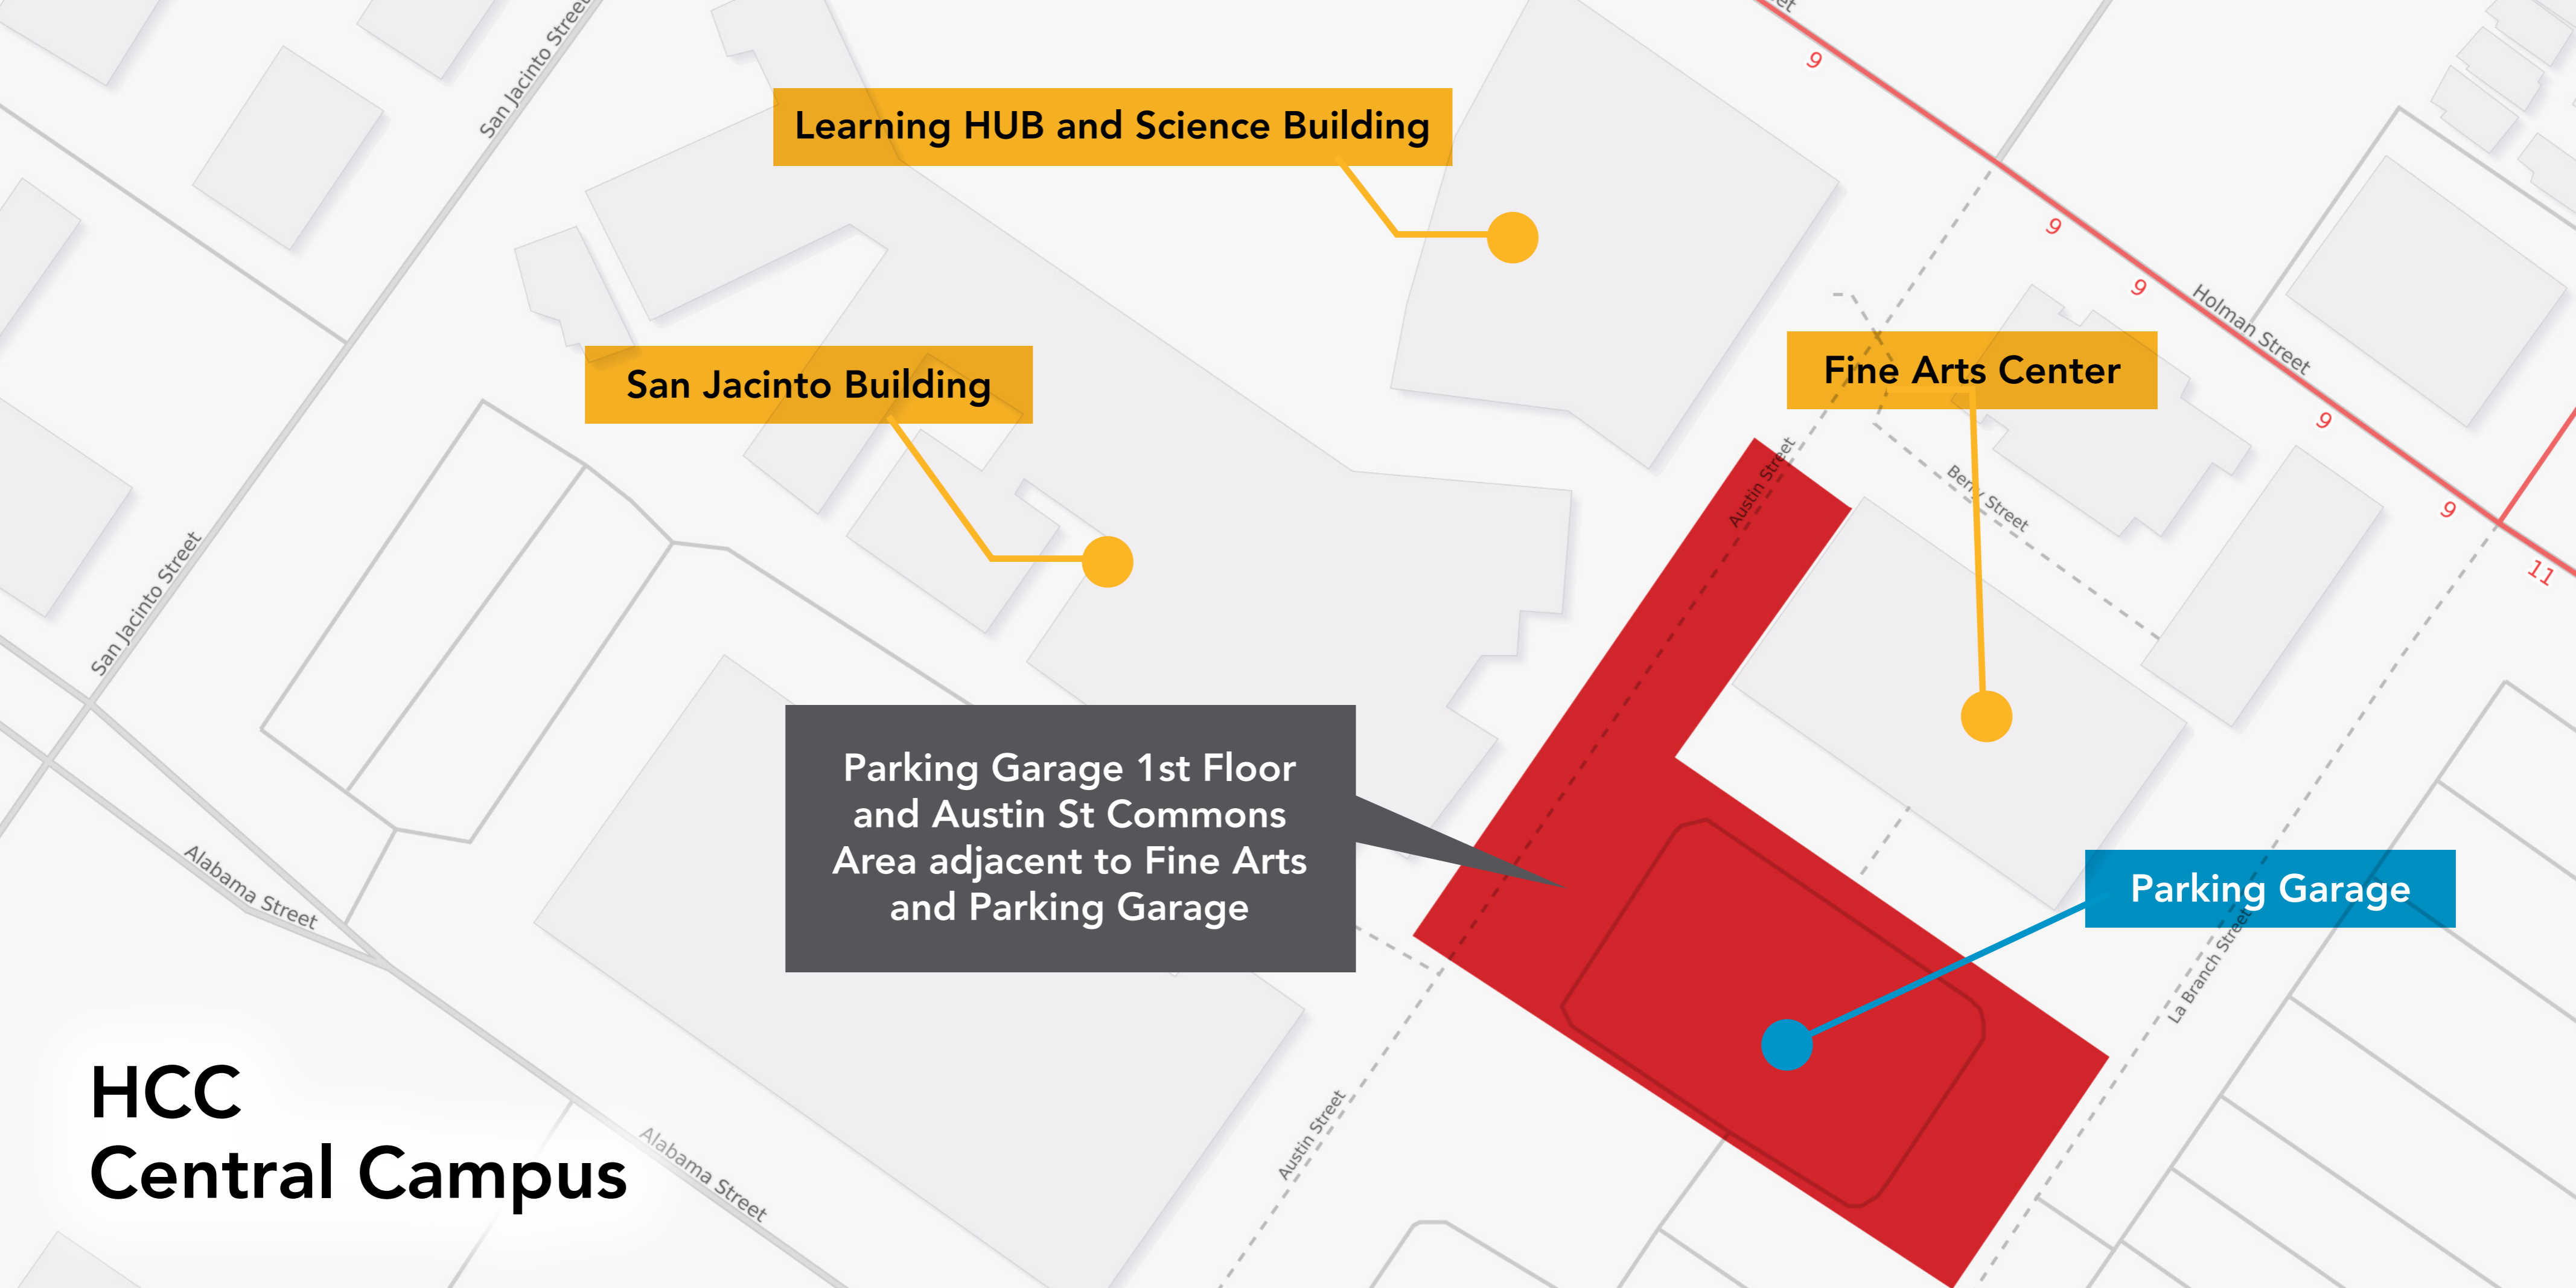 San Jacinto Street
9
Learning HUB and Science Building
9
9
Holman Street
San Jacinto Building
Fine Arts Center
9
Austin Street
Berry Street
9
11
San Jacinto Street
Parking Garage 1st Floor
and Austin St Commons
Area adjacent to Fine Arts
and Parking Garage
Alabama Street
Parking Garage
La Branch Street
HCC
Central Campus
Alabama Street
Austin Street